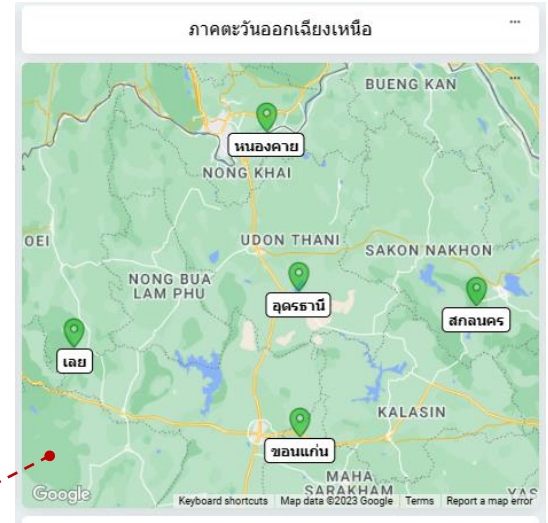 ภาคตะวันออกเฉียงเหนือ
BUENG KAN
หนองคาย
NONG KHAI
OEI
UDON THANI
SAKON NAKHON
NONG BUA
LAM PHU
อุดรธานี
สกลนคร
เลย
KALASIN
ขอนแก่น
MAHA
SARAKHAM
YAS
Google
Keyboard shortcuts Map data ©2023 Google Terms Report a map error